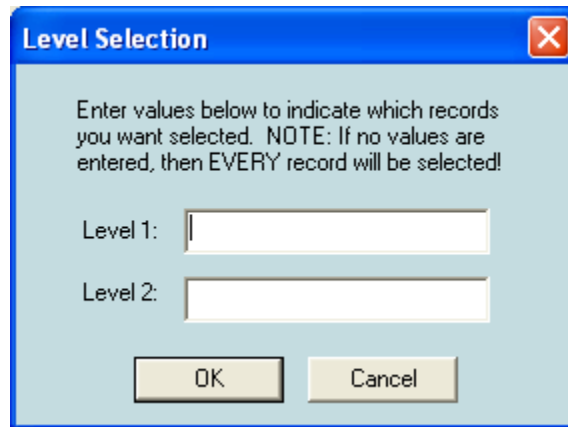 Level Selection
Enter values below to indicate which records
you want selected. NOTE: If no values are
entered, then EVERY record will be selected!
Level 1:
Level 2:
OK Cancel